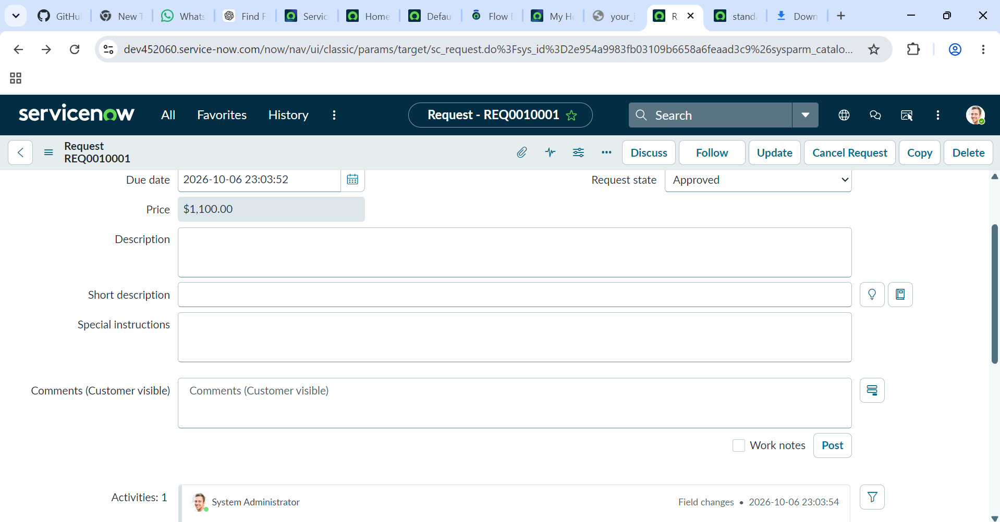 GitHu
New T
Whats
Find F
Servic
Home
Defau
Flow D
My Ho
your_i
R
stand
Down
dev452060.service-now.com/now/nav/ui/classic/params/target/sc_request.do%3Fsys_id%3D2e954a9983fb03109b6658a6feaad3c9%26sysparm_catalo...
servicenow
All
Favorites
History
Request - REQ0010001
Search
Request
REQ0010001
Discuss
Follow
Update
Cancel Request
Copy
Delete
Due date
2026-10-06 23:03:52
Request state
Approved
Price
$1,100.00
Description
Short description
Special instructions
Comments (Customer visible)
Comments (Customer visible)
Work notes
Post
Activities: 1
System Administrator
Field changes • 2026-10-06 23:03:54